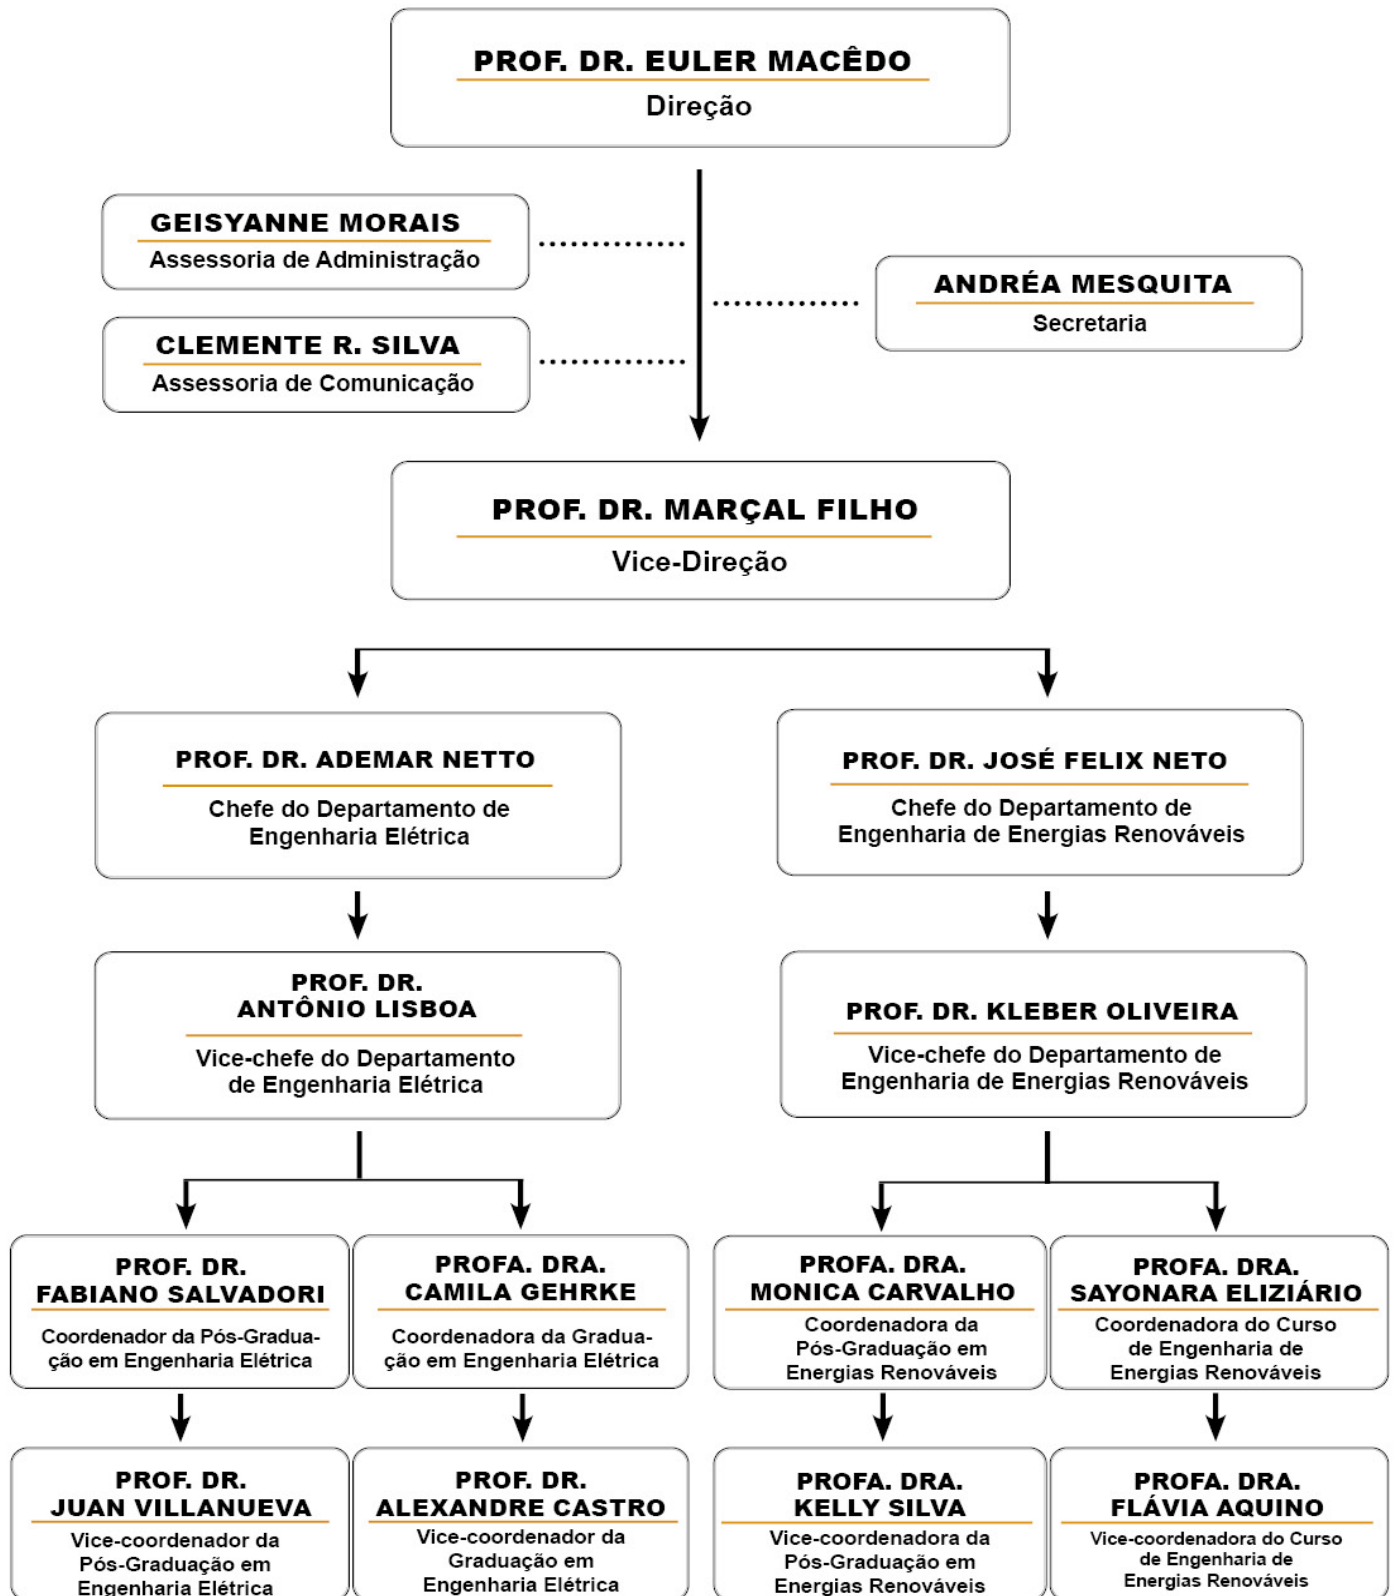 PROF. DR. EULER MACÊDO
Direção
GEISYANNE MORAIS
Assessoria de Administração
ANDRÉA MESQUITA
Secretaria
CLEMENTE R. SILVA
Assessoria de Comunicação
PROF. DR. MARÇAL FILHO
Vice-Direção
PROF. DR. ADEMAR NETTO
Chefe do Departamento de
Engenharia Elétrica
PROF. DR. JOSÉ FELIX NETO
Chefe do Departamento de
Engenharia de Energias Renováveis
PROF. DR.
ANTÔNIO LISBOA
Vice-chefe do Departamento
de Engenharia Elétrica
PROF. DR. KLEBER OLIVEIRA
Vice-chefe do Departamento de
Engenharia de Energias Renováveis
PROF. DR.
FABIANO SALVADORI
Coordenador da Pós-Gradua-
ção em Engenharia Elétrica
PROFA. DRA.
CAMILA GEHRKE
Coordenadora da Gradua-
ção em Engenharia Elétrica
PROFA. DRA.
MONICA CARVALHO
Coordenadora da
Pós-Graduação em
Energias Renováveis
PROFA. DRA.
SAYONARA ELIZIÁRIO
Coordenadora do Curso
de Engenharia de
Energias Renováveis
PROF. DR.
JUAN VILLANUEVA
Vice-coordenador da
Pós-Graduação em
Engenharia Elétrica
PROF. DR.
ALEXANDRE CASTRO
Vice-coordenador da
Graduação em
Engenharia Elétrica
PROFA. DRA.
KELLY SILVA
Vice-coordenadora da
Pós-Graduação em
Energias Renováveis
PROFA. DRA.
FLÁVIA AQUINO
Vice-coordenadora do Curso
de Engenharia de
Energias Renováveis